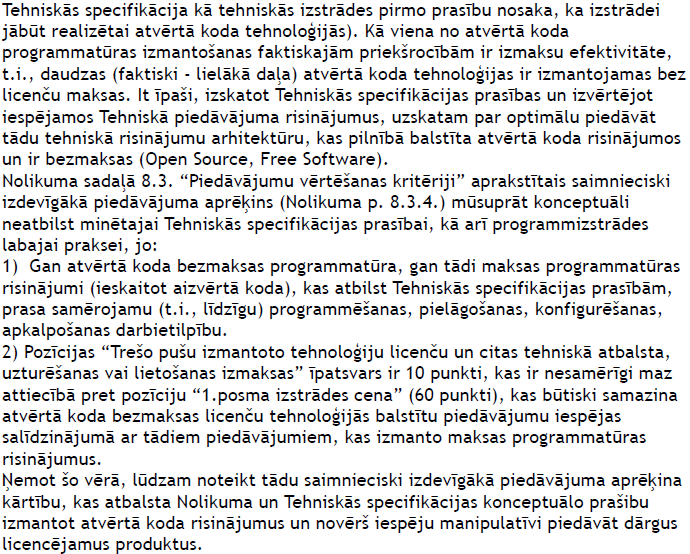 Tehniskās specifikācija kā tehniskās izstrādes pirmo prasību nosaka, ka izstrādei
jābūt realizētai atvērtā koda tehnoloģijās). Kā viena no atvērtā koda
programmatūras izmantošanas faktiskajām priekšrocībām ir izmaksu efektivitāte,
t.i., daudzas (faktiski - lielākā daļa) atvērtā koda tehnoloģijas ir izmantojamas bez
licenču maksas. It īpaši, izskatot Tehniskās specifikācijas prasības un izvērtējot
iespējamos Tehniskā piedāvājuma risinājumus, uzskatam par optimālu piedāvāt
tādu tehniskā risinājumu arhitektūru, kas pilnībā balstīta atvērtā koda risinājumos
un ir bezmaksas (Open Source, Free Software).
Nolikuma sadaļā 8.3. “Piedāvājumu vērtēšanas kritēriji” aprakstītais saimnieciski
izdevīgākā piedāvājuma aprēķins (Nolikuma p. 8.3.4.) mūsuprāt konceptuāli
neatbilst minētajai Tehniskās specifikācijas prasībai, kā arī programmizstrādes
labajai praksei, jo:
1) Gan atvērtā koda bezmaksas programmatūra, gan tādi maksas programmatūras
risinājumi (ieskaitot aizvērtā koda), kas atbilst Tehniskās specifikācijas prasībām,
prasa samērojamu (t.i., līdzīgu) programmēšanas, pielāgošanas, konfigurēšanas,
apkalpošanas darbietilpību.
2) Pozīcijas “Trešo pušu izmantoto tehnoloģiju licenču un citas tehniskā atbalsta,
uzturēšanas vai lietošanas izmaksas” īpatsvars ir 10 punkti, kas ir nesamērīgi maz
attiecībā pret pozīciju “1.posma izstrādes cena” (60 punkti), kas būtiski samazina
atvērtā koda bezmaksas licenču tehnoloģijās balstītu piedāvājumu iespējas
salīdzinājumā ar tādiem piedāvājumiem, kas izmanto maksas programmatūras
risinājumus.
Ņemot šo vērā, lūdzam noteikt tādu saimnieciski izdevīgākā piedāvājuma aprēķina
kārtību, kas atbalsta Nolikuma un Tehniskās specifikācijas konceptuālo prašibu
izmantot atvērtā koda risinājumus un novērš iespēju manipulatīvi piedāvāt dārgus
licencējamus produktus.